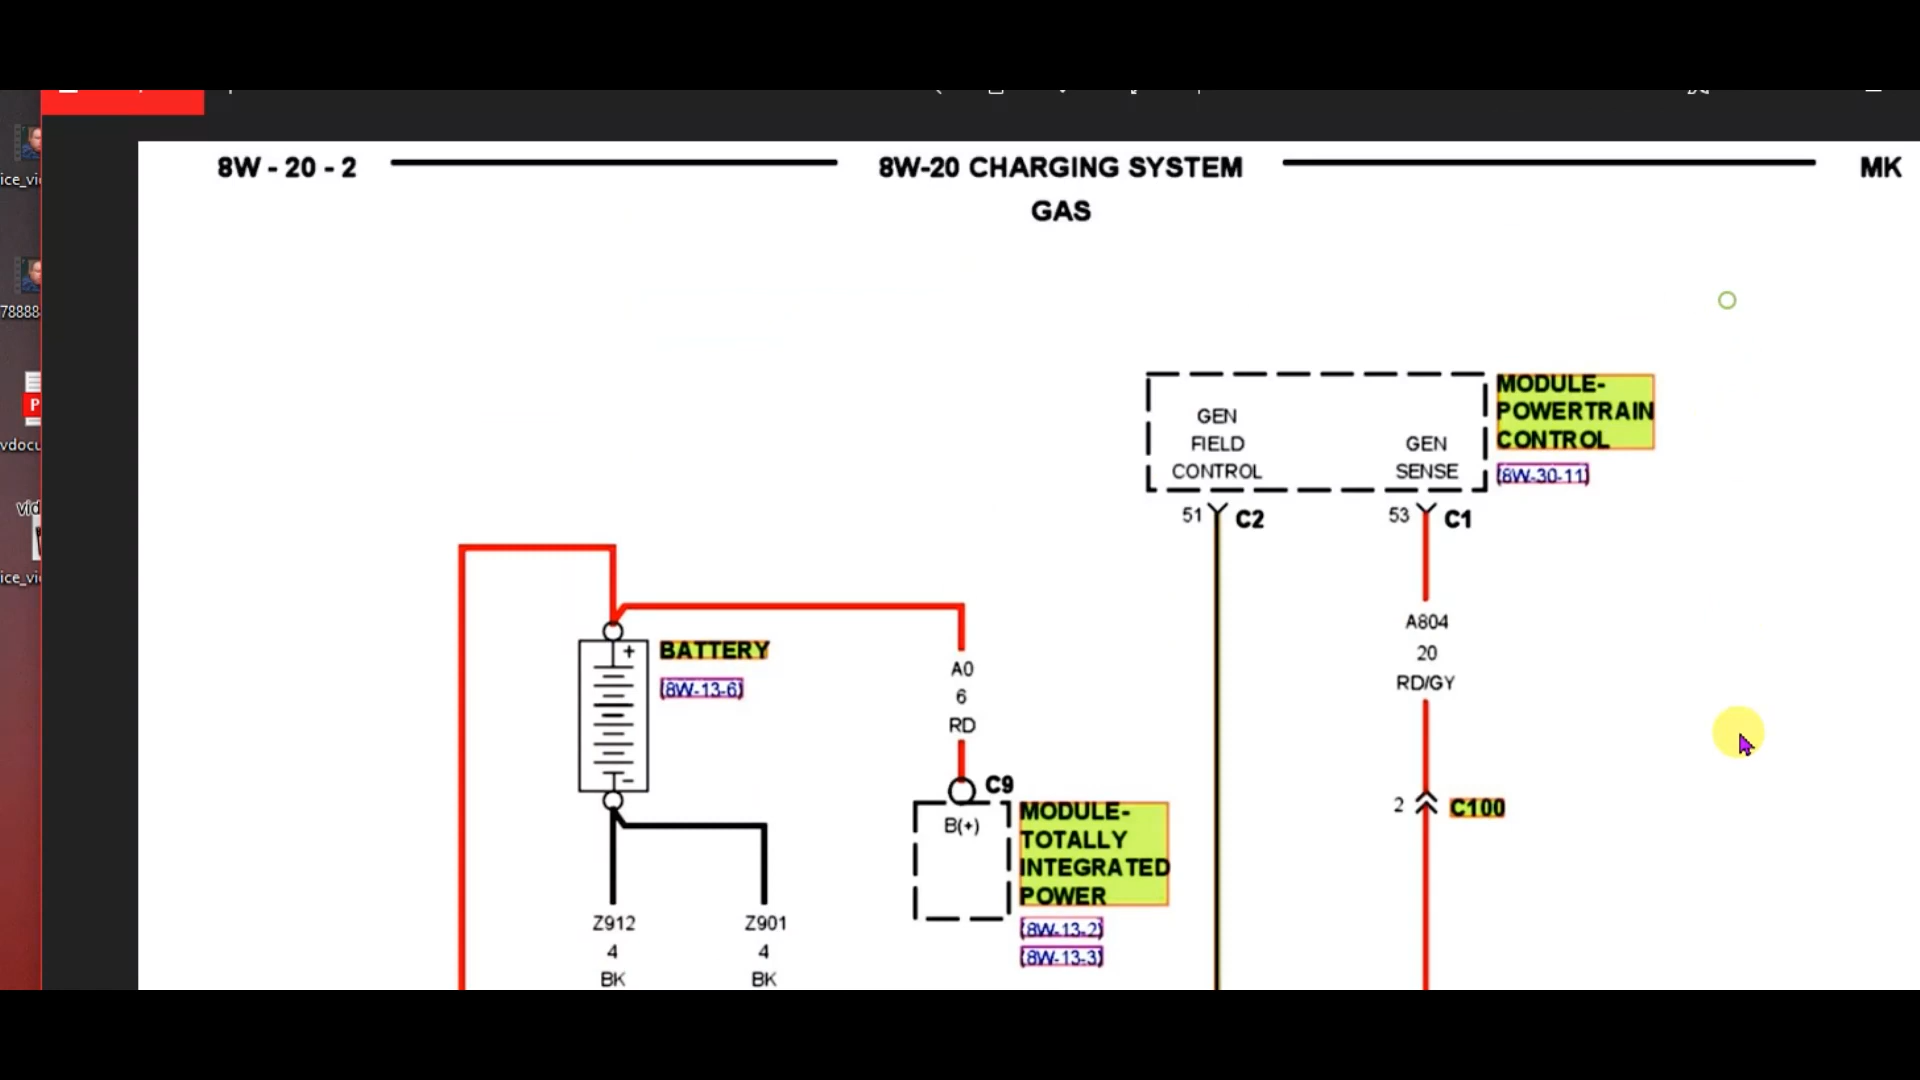 8W - 20 - 2
8W-20 CHARGING SYSTEM
MK
GAS
GEN
FIELD
CONTROL
GEN
SENSE
MODULE-
POWERTRAIN
CONTROL
(8W-30-11)
51
C2
53
C1
A804
20
RD/GY
2
C100
+
BATTERY
(8W-13-6)
-
A0
6
RD
C9
B(+)
MODULE-
TOTALLY
INTEGRATED
POWER
(8W-13-2)
(8W-13-3)
Z912
4
BK
Z901
4
BK
ice_vi
78888
P
vdocu
vid
ice_vi